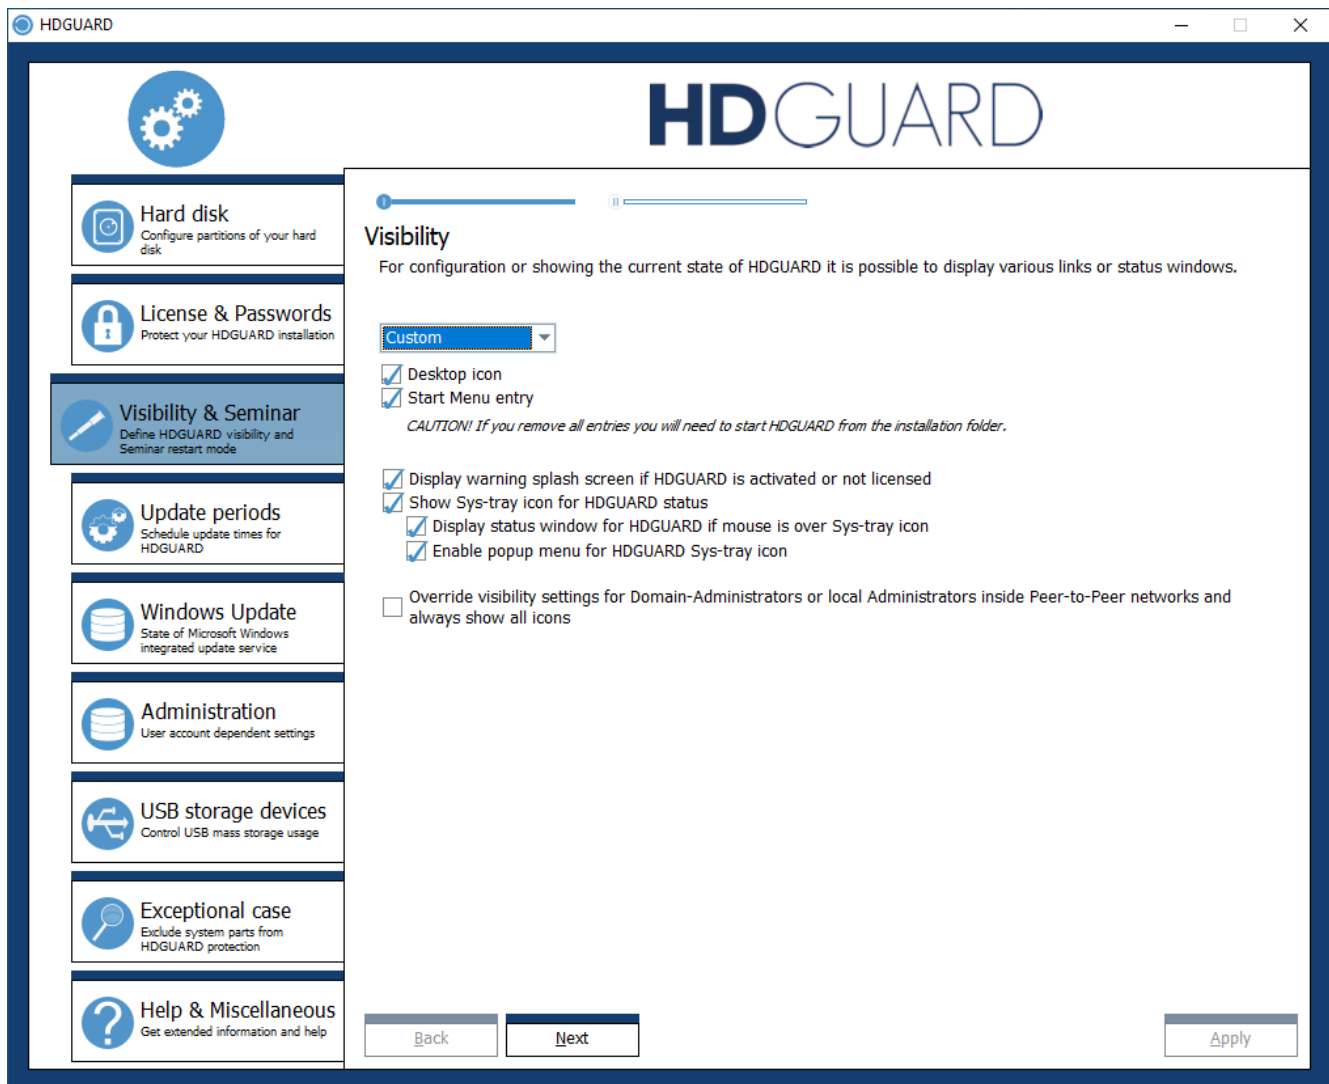 HDGUARD
HDGUARD
Hard disk
Configure partitions of your hard
disk
License & Passwords
Protect your HDGUARD installation
Visibility & Seminar
Define HDGUARD visibility and
Seminar restart mode
Update periods
Schedule update times for
HDGUARD
Windows Update
State of Microsoft Windows
integrated update service
Administration
User account dependent settings
USB storage devices
Control USB mass storage usage
Exceptional case
Exclude system parts from
HDGUARD protection
Help & Miscellaneous
Get extended information and help
I
II
Visibility
For configuration or showing the current state of HDGUARD it is possible to display various links or status windows.
Custom
Desktop icon
Start Menu entry
CAUTION! If you remove all entries you will need to start HDGUARD from the installation folder.
Display warning splash screen if HDGUARD is activated or not licensed
Show Sys-tray icon for HDGUARD status
Display status window for HDGUARD if mouse is over Sys-tray icon
Enable popup menu for HDGUARD Sys-tray icon
Override visibility settings for Domain-Administrators or local Administrators inside Peer-to-Peer networks and
always show all icons
Back
Next
Apply